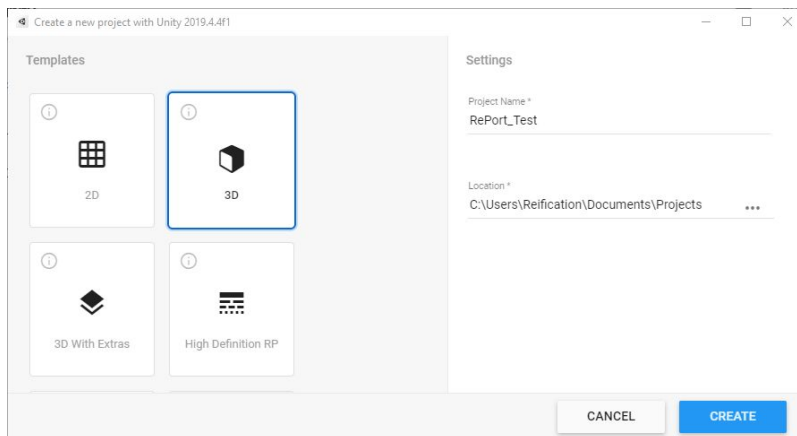 Create a new project with Unity 2019.4.4f1
Templates
2D
3D
3D With Extras
High Definition RP
Settings
Project Name *
RePort_Test
Location *
C:\Users\Reification\Documents\Projects
CANCEL
CREATE